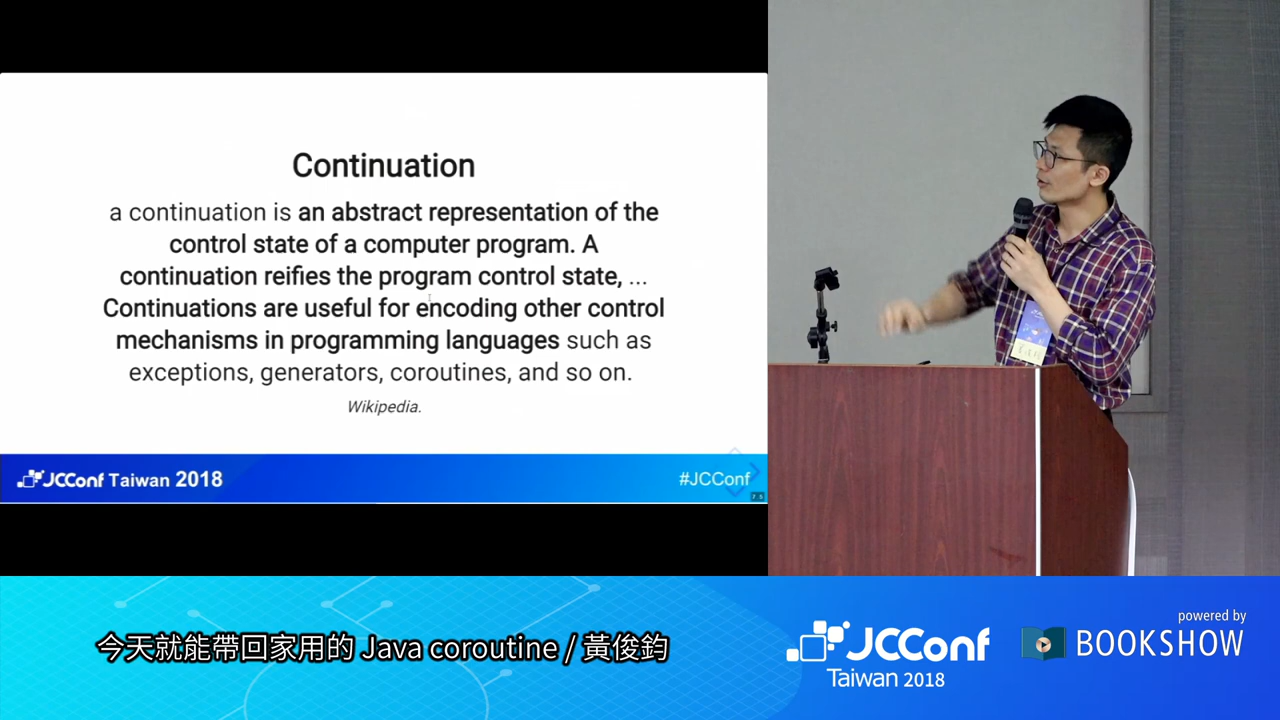 Continuation
a continuation is an abstract representation of the
control state of a computer program. A
continuation reifies the program control state, ...
Continuations are useful for encoding other control
mechanisms in programming languages such as
exceptions, generators, coroutines, and so on.
Wikipedia.
JCConf Taiwan 2018
#JCConf
今天就能帶回家用的 Java coroutine / 黃俊鈞
JCConf
Taiwan 2018
powered by
BOOKSHOW